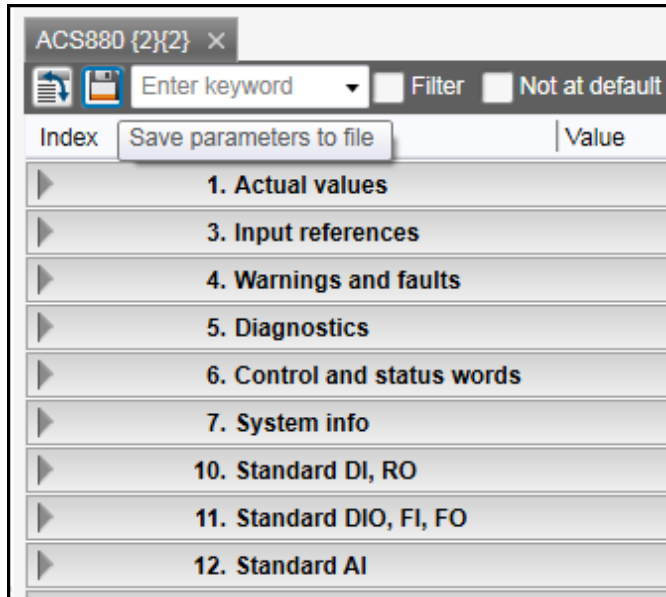 ACS880 {2}{2} ×
Enter keyword Filter Not at default
Index Save parameters to file Value
1. Actual values
3. Input references
4. Warnings and faults
5. Diagnostics
6. Control and status words
7. System info
10. Standard DI, RO
11. Standard DIO, FI, FO
12. Standard AI